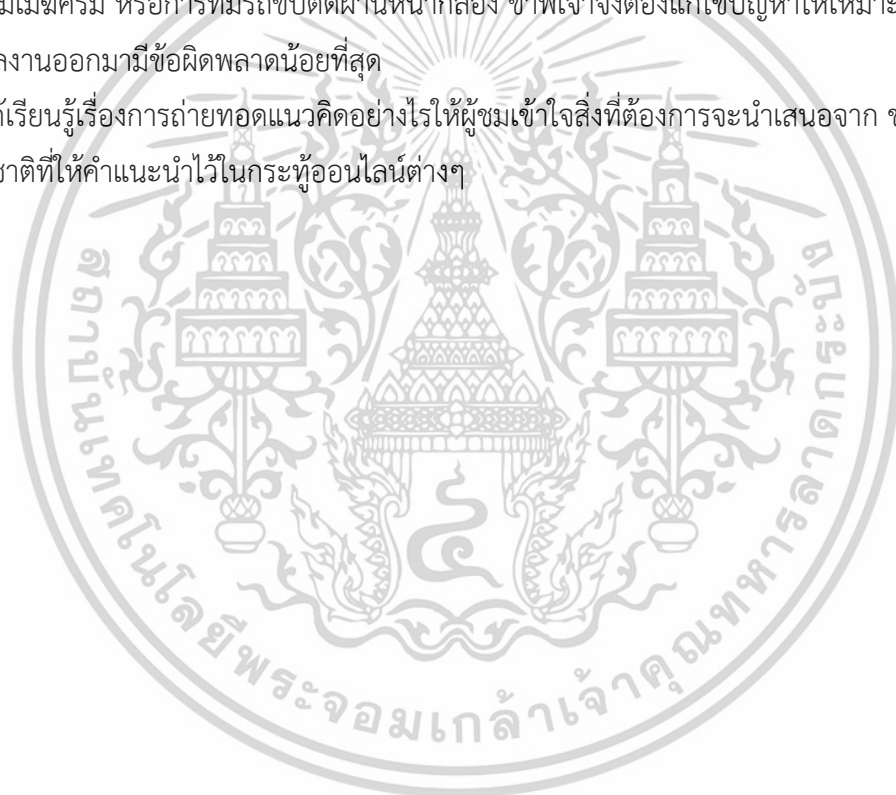 หรือการที่มีรถขับตัดผ่านหน้ากล้อง ข้าพเจ้าจึงต้องแก้ไขปัญหาให้เหมาะ
งานออกมามีข้อผิดพลาดน้อยที่สุด
เรียนรู้เรื่องการถ่ายทอดแนวคิดอย่างไรให้ผู้ชมเข้าใจสิ่งที่ต้องการจะนำเสนอจาก
ชาติที่ให้คำแนะนำไว้ในกระทู้ออนไลน์ต่างๆ
สถาบันเทคโนโลยีพระจอมเกล้าเจ้าคุณทหารลาดกระบัง